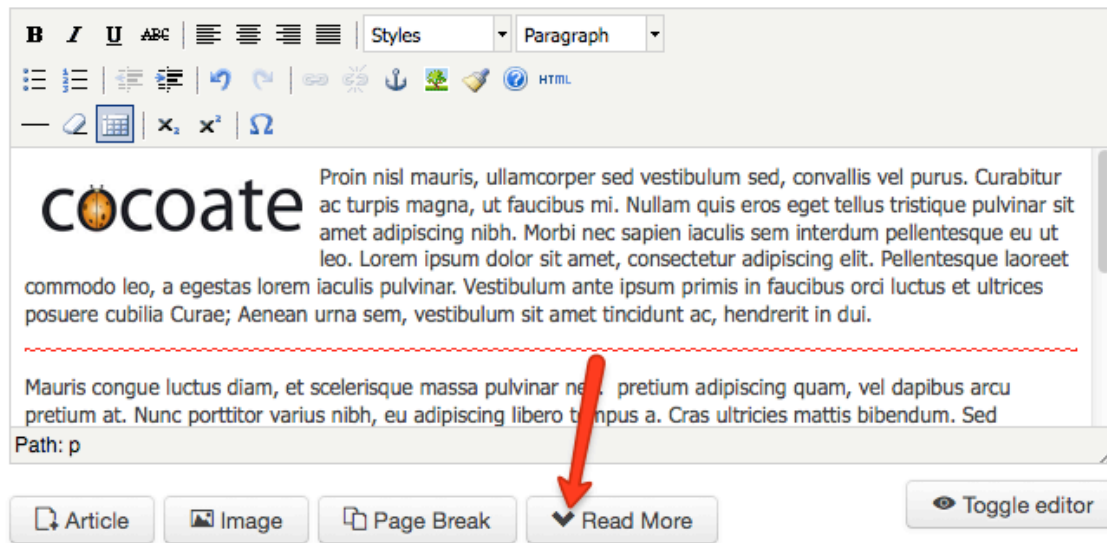 B I U ABC Styles Paragraph
HTML
x₂ x² Ω
cocoate
Proin nisl mauris, ullamcorper sed vestibulum sed, convallis vel purus. Curabitur
ac turpis magna, ut faucibus mi. Nullam quis eros eget tellus tristique pulvinar sit
amet adipiscing nibh. Morbi nec sapien iaculis sem interdum pellentesque eu ut
leo. Lorem ipsum dolor sit amet, consectetur adipiscing elit. Pellentesque laoreet
commodo leo, a egestas lorem iaculis pulvinar. Vestibulum ante ipsum primis in faucibus orci luctus et ultrices
posuere cubilia Curae; Aenean urna sem, vestibulum sit amet tincidunt ac, hendrerit in dui.
Mauris congue luctus diam, et scelerisque massa pulvinar pretium adipiscing quam, vel dapibus arcu
pretium at. Nunc porttitor varius nibh, eu adipiscing libero a. Cras ultricies mattis bibendum. Sed
Path: p
Article Image Page Break Read More Toggle editor